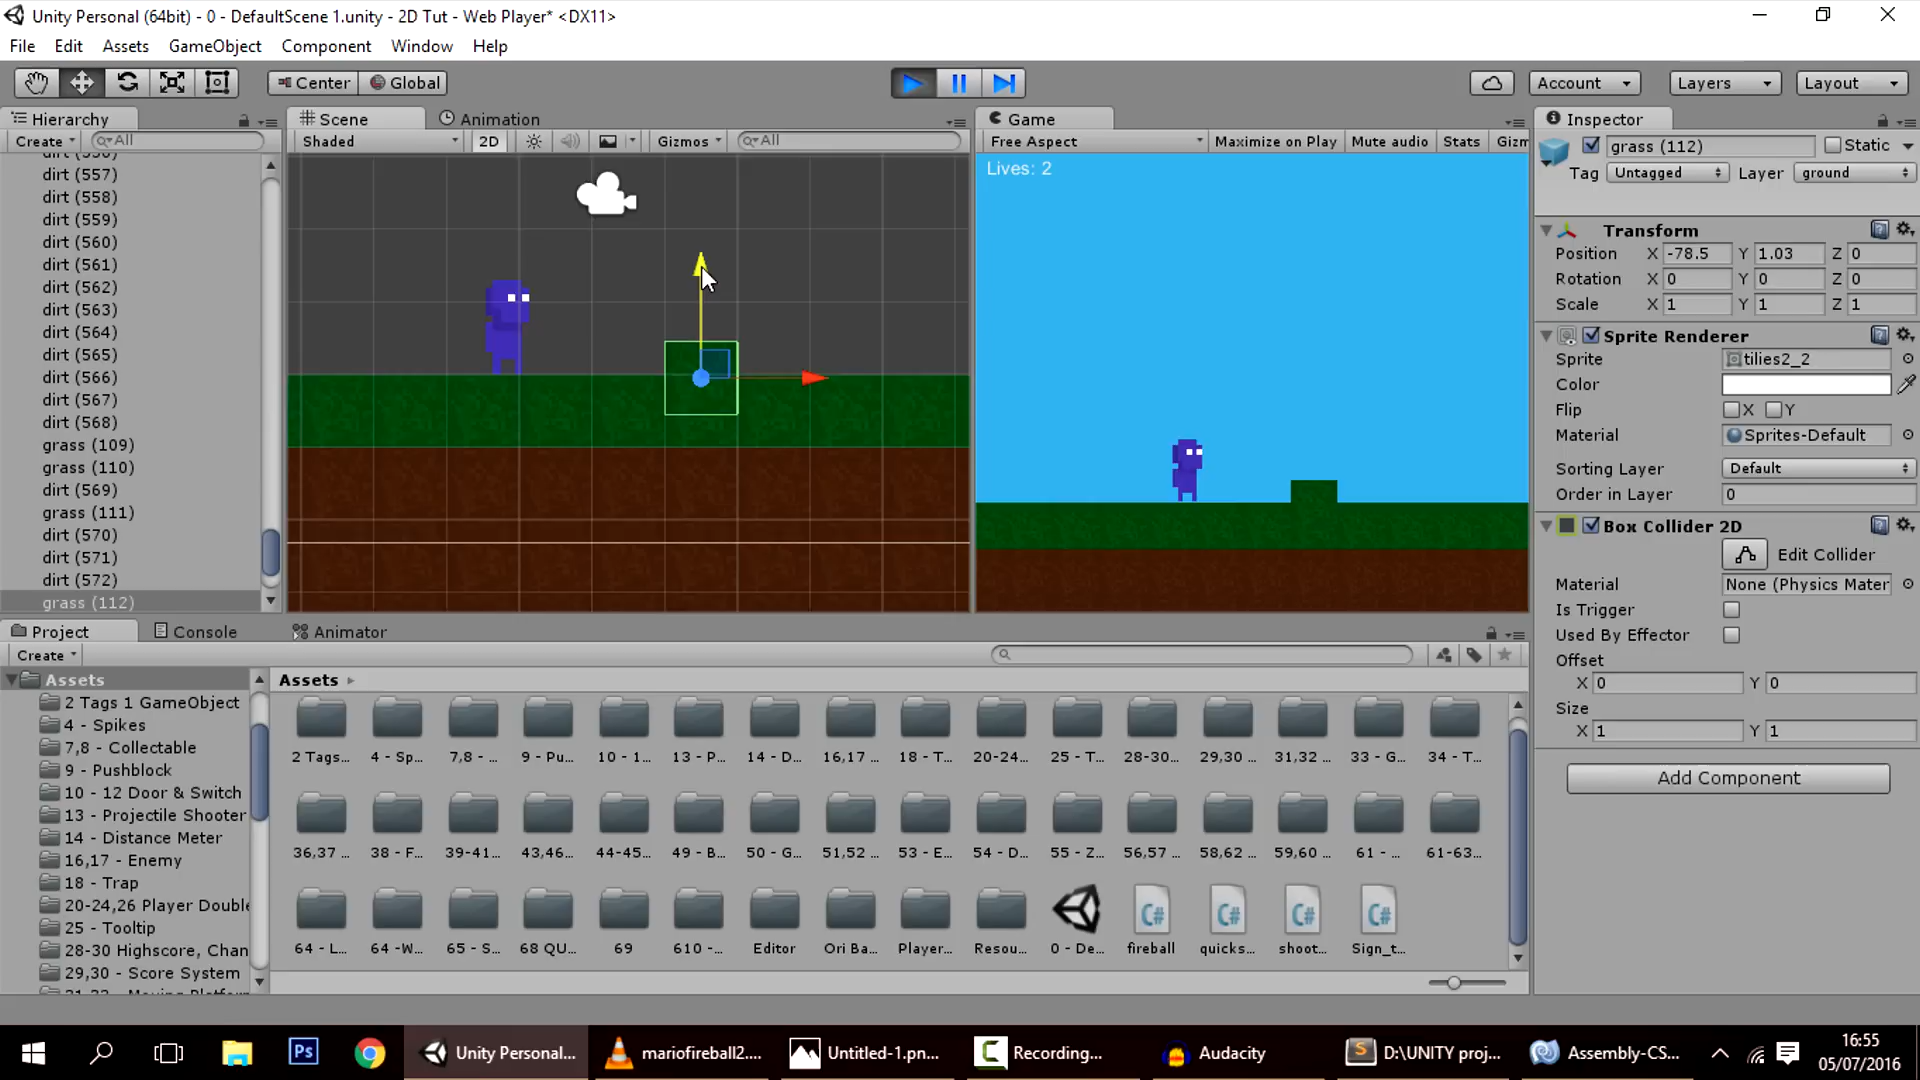 Unity Personal (64bit) - 0 - DefaultScene 1.unity - 2D Tut - Web Player* <DX11>
File Edit Assets GameObject Component Window Help
Center Global Account Layers Layout
Hierarchy
Create All
dirt (557)
dirt (558)
dirt (559)
dirt (560)
dirt (561)
dirt (562)
dirt (563)
dirt (564)
dirt (565)
dirt (566)
dirt (567)
dirt (568)
grass (109)
grass (110)
dirt (569)
grass (111)
dirt (570)
dirt (571)
dirt (572)
grass (112)
Scene Animation
Shaded 2D Gizmos All
Game
Free Aspect Maximize on Play Mute audio Stats Gizm
Lives: 2
Inspector
grass (112) Static
Tag Untagged Layer ground
Transform
Position X -78.5 Y 1.03 Z 0
Rotation X 0 Y 0 Z 0
Scale X 1 Y 1 Z 1
Sprite Renderer
Sprite tilies2_2
Color
Flip X Y
Material Sprites-Default
Sorting Layer Default
Order in Layer 0
Box Collider 2D
Edit Collider
Material None (Physics Mater
Is Trigger
Used By Effector
Offset
X 0 Y 0
Size
X 1 Y 1
Add Component
Project Console Animator
Create
Assets
2 Tags 1 GameObject
4 - Spikes
7,8 - Collectable
9 - Pushblock
10 - 12 Door & Switch
13 - Projectile Shooter
14 - Distance Meter
16,17 - Enemy
18 - Trap
20-24,26 Player Double
25 - Tooltip
28-30 Highscore, Chan
29,30 - Score System
Assets
2 Tags... 4 - Sp... 7,8 - ... 9 - Pu... 10 - 1... 13 - P... 14 - D... 16,17 ... 18 - T... 20-24... 25 - T... 28-30... 29,30 ... 31,32 ... 33 - G... 34 - T...
36,37 ... 38 - F... 39-41... 43,46... 44-45... 49 - B... 50 - G... 51,52 ... 53 - E... 54 - D... 55 - Z... 56,57 ... 58,62 ... 59,60 ... 61 - ... 61-63...
64 - L... 64 -W... 65 - S... 68 QU... 69 610 -... Editor Ori Ba... Player... Resou... 0 - De... fireball quicks... shoot... Sign_t...
Ps Unity Personal... mariofireball2.... Untitled-1.pn... Recording... Audacity D:\UNITY proj... Assembly-CS...
16:55
05/07/2016